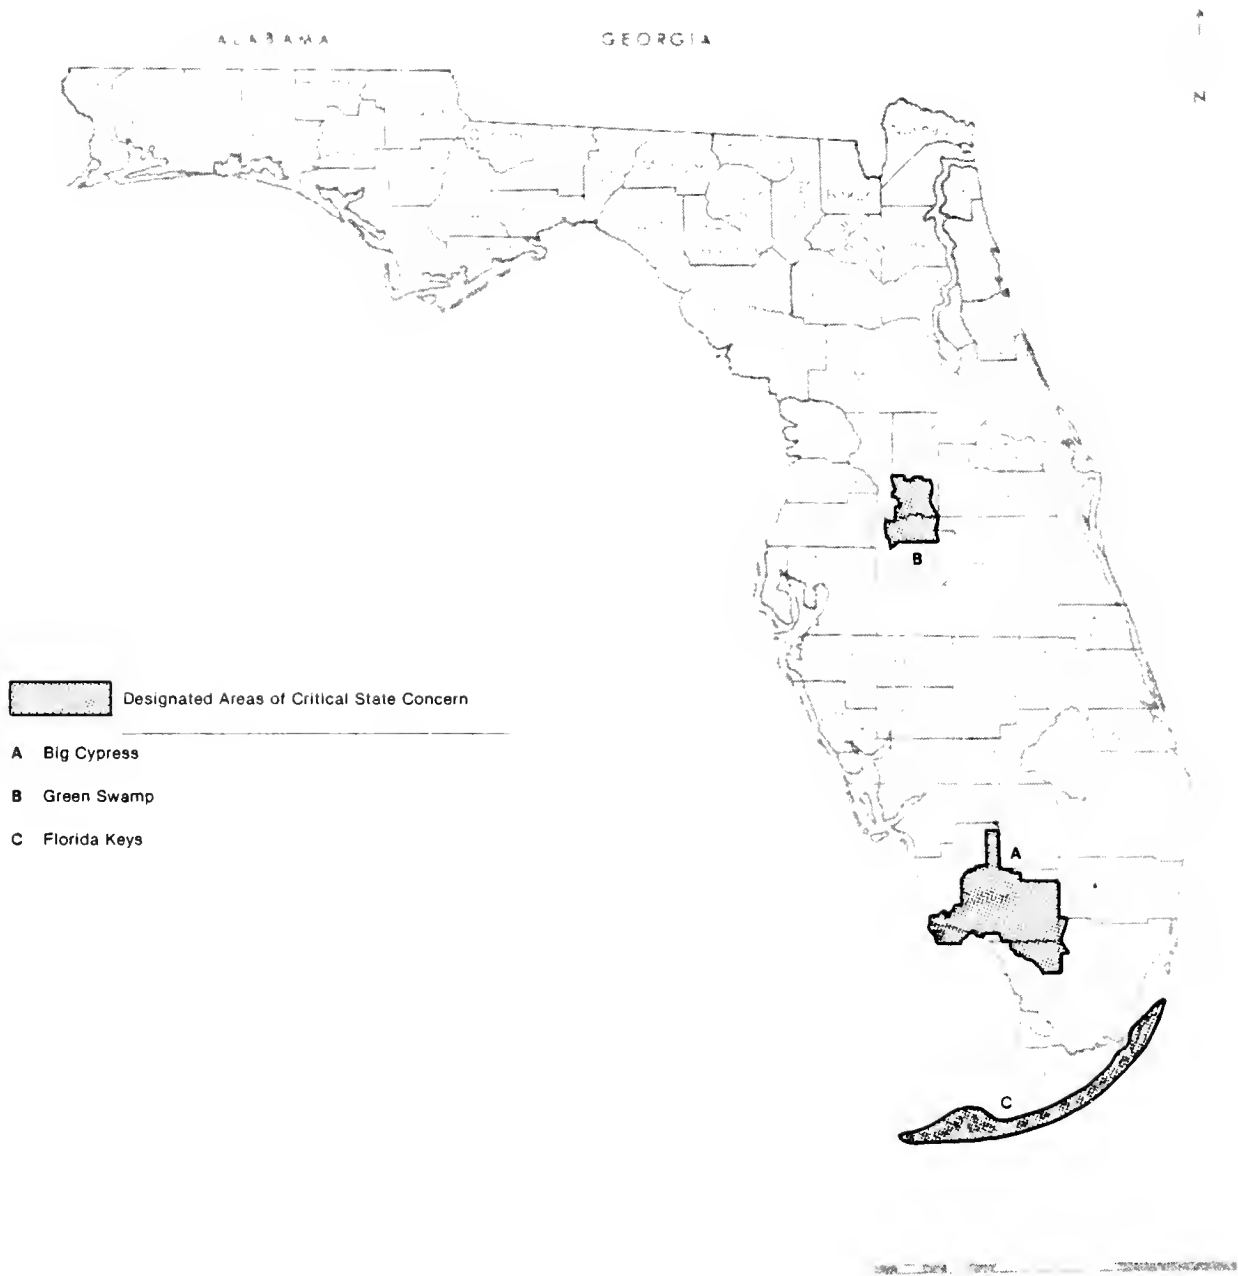 ALABAMA
GEORGIA
N
B
Designated Areas of Critical State Concern
A Big Cypress
B Green Swamp
C Florida Keys
A
C